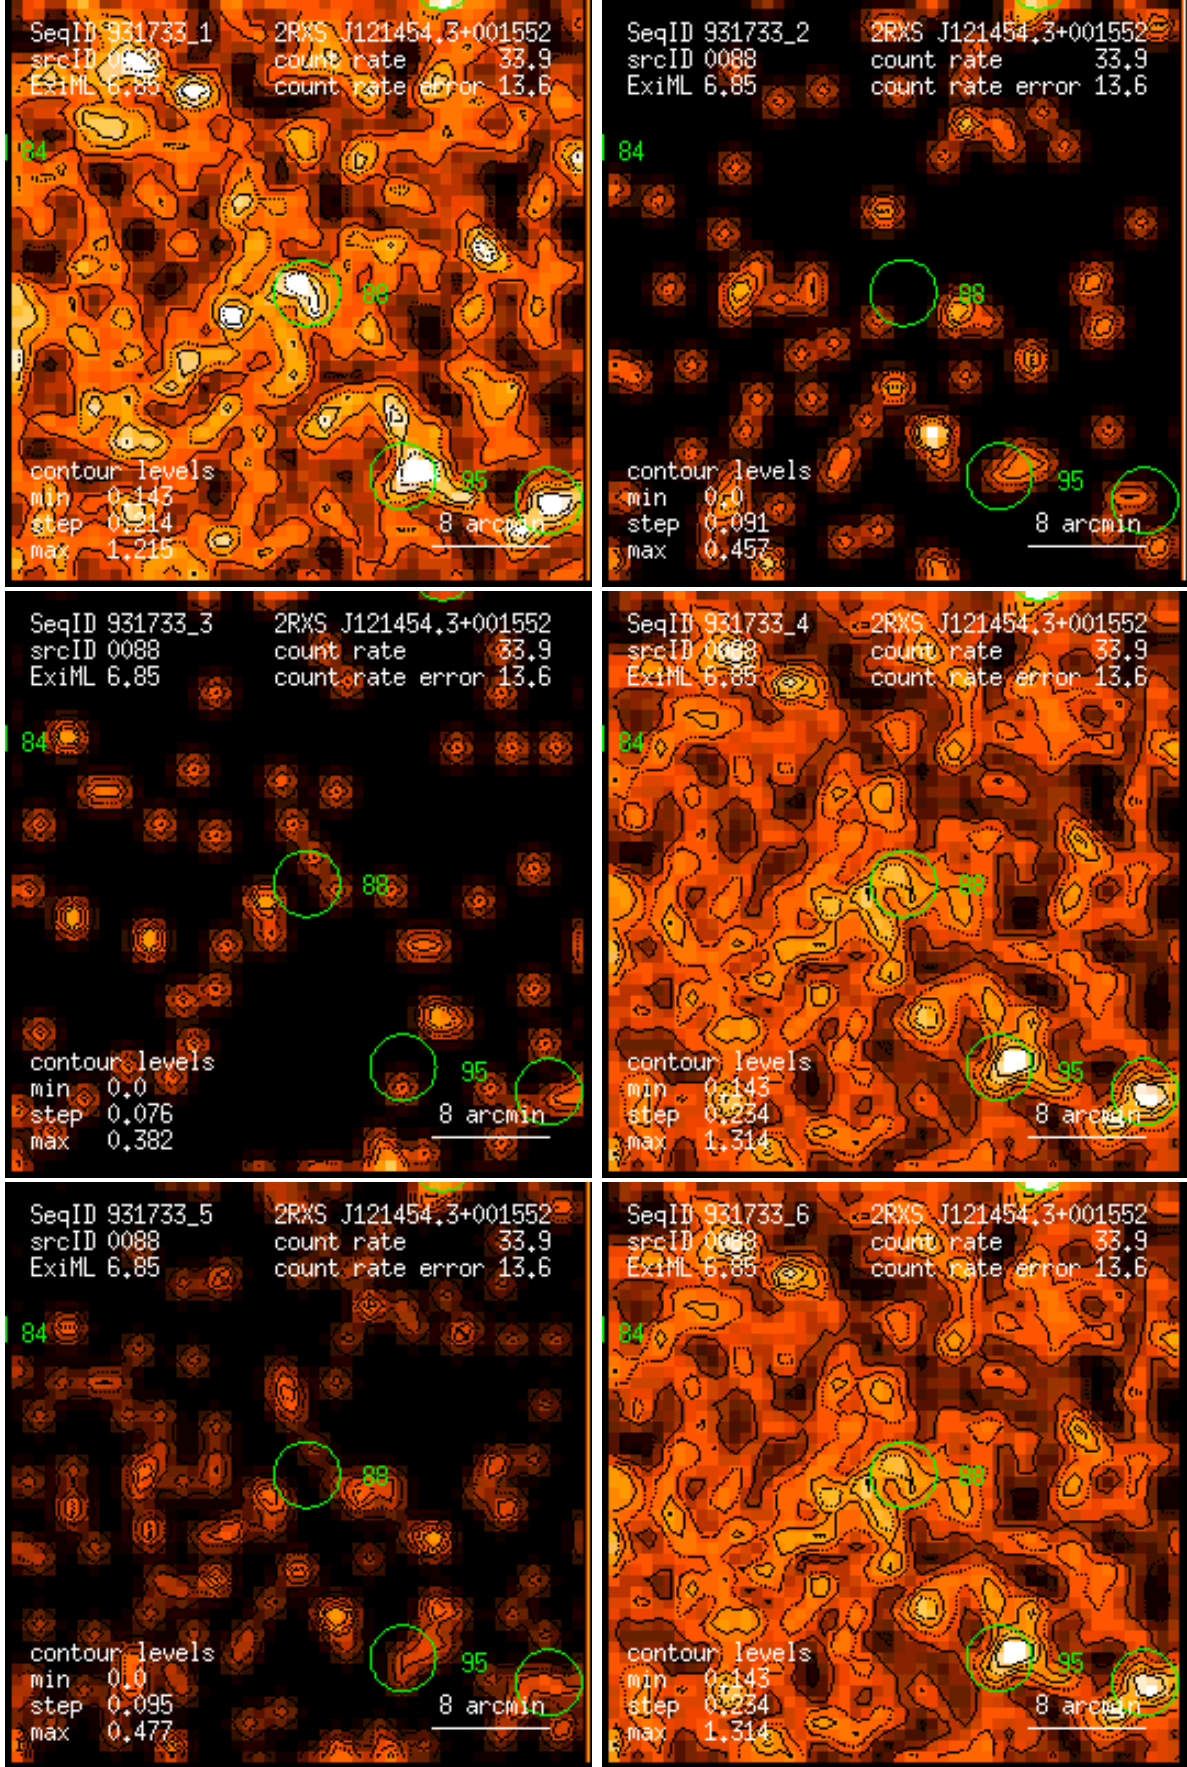 SeqID 931733_1 2RXS J121454.3+001552
srcID 0088 count rate 33.9
ExiML 6.85 count rate error 13.6
84
88
contour levels
min 0.143 95
step 0.214 8 arcmin
max 1.215
SeqID 931733_2 2RXS J121454.3+001552
srcID 0088 count rate 33.9
ExiML 6.85 count rate error 13.6
84
88
contour levels
min 0.0 95
step 0.091 8 arcmin
max 0.457
SeqID 931733_3 2RXS J121454.3+001552
srcID 0088 count rate 33.9
ExiML 6.85 count rate error 13.6
84
88
contour levels
min 0.0 95
step 0.076 8 arcmin
max 0.382
SeqID 931733_4 2RXS J121454.3+001552
srcID 0088 count rate 33.9
ExiML 6.85 count rate error 13.6
84
88
contour levels
min 0.143 95
step 0.234 8 arcmin
max 1.314
SeqID 931733_5 2RXS J121454.3+001552
srcID 0088 count rate 33.9
ExiML 6.85 count rate error 13.6
84
88
contour levels
min 0.0 95
step 0.095 8 arcmin
max 0.477
SeqID 931733_6 2RXS J121454.3+001552
srcID 0088 count rate 33.9
ExiML 6.85 count rate error 13.6
84
88
contour levels
min 0.143 95
step 0.234 8 arcmin
max 1.314